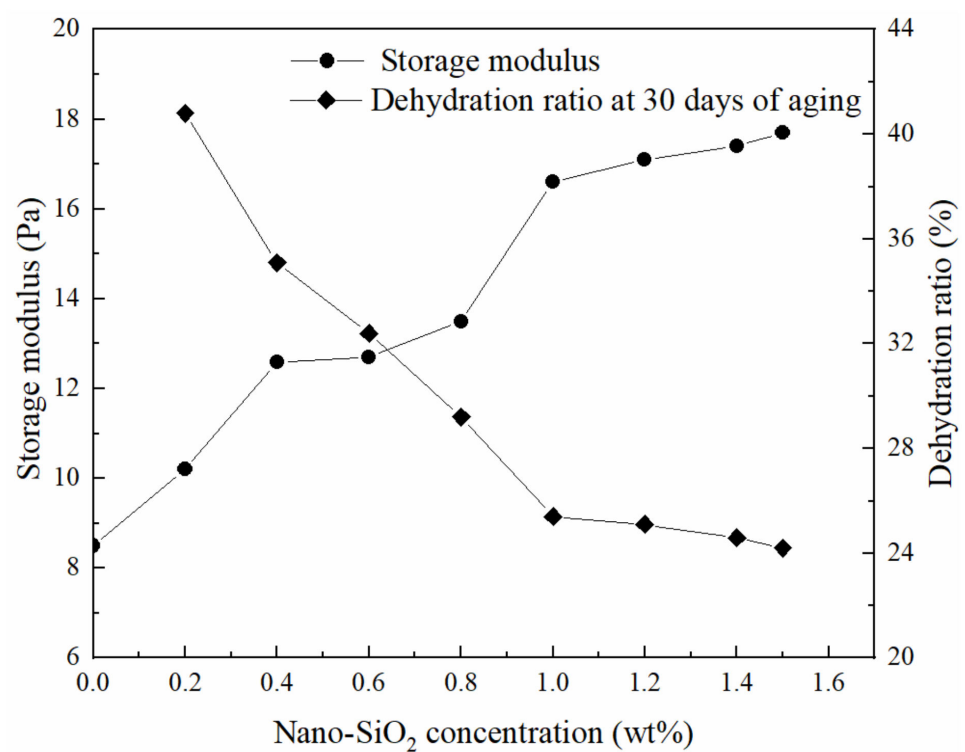 Storage modulus
Dehydration ratio at 30 days of aging
Storage modulus (Pa)
20
18
16
14
12
10
8
6
Dehydration ratio (%)
44
40
36
32
28
24
20
0.0 0.2 0.4 0.6 0.8 1.0 1.2 1.4 1.6
Nano-SiO₂ concentration (wt%)